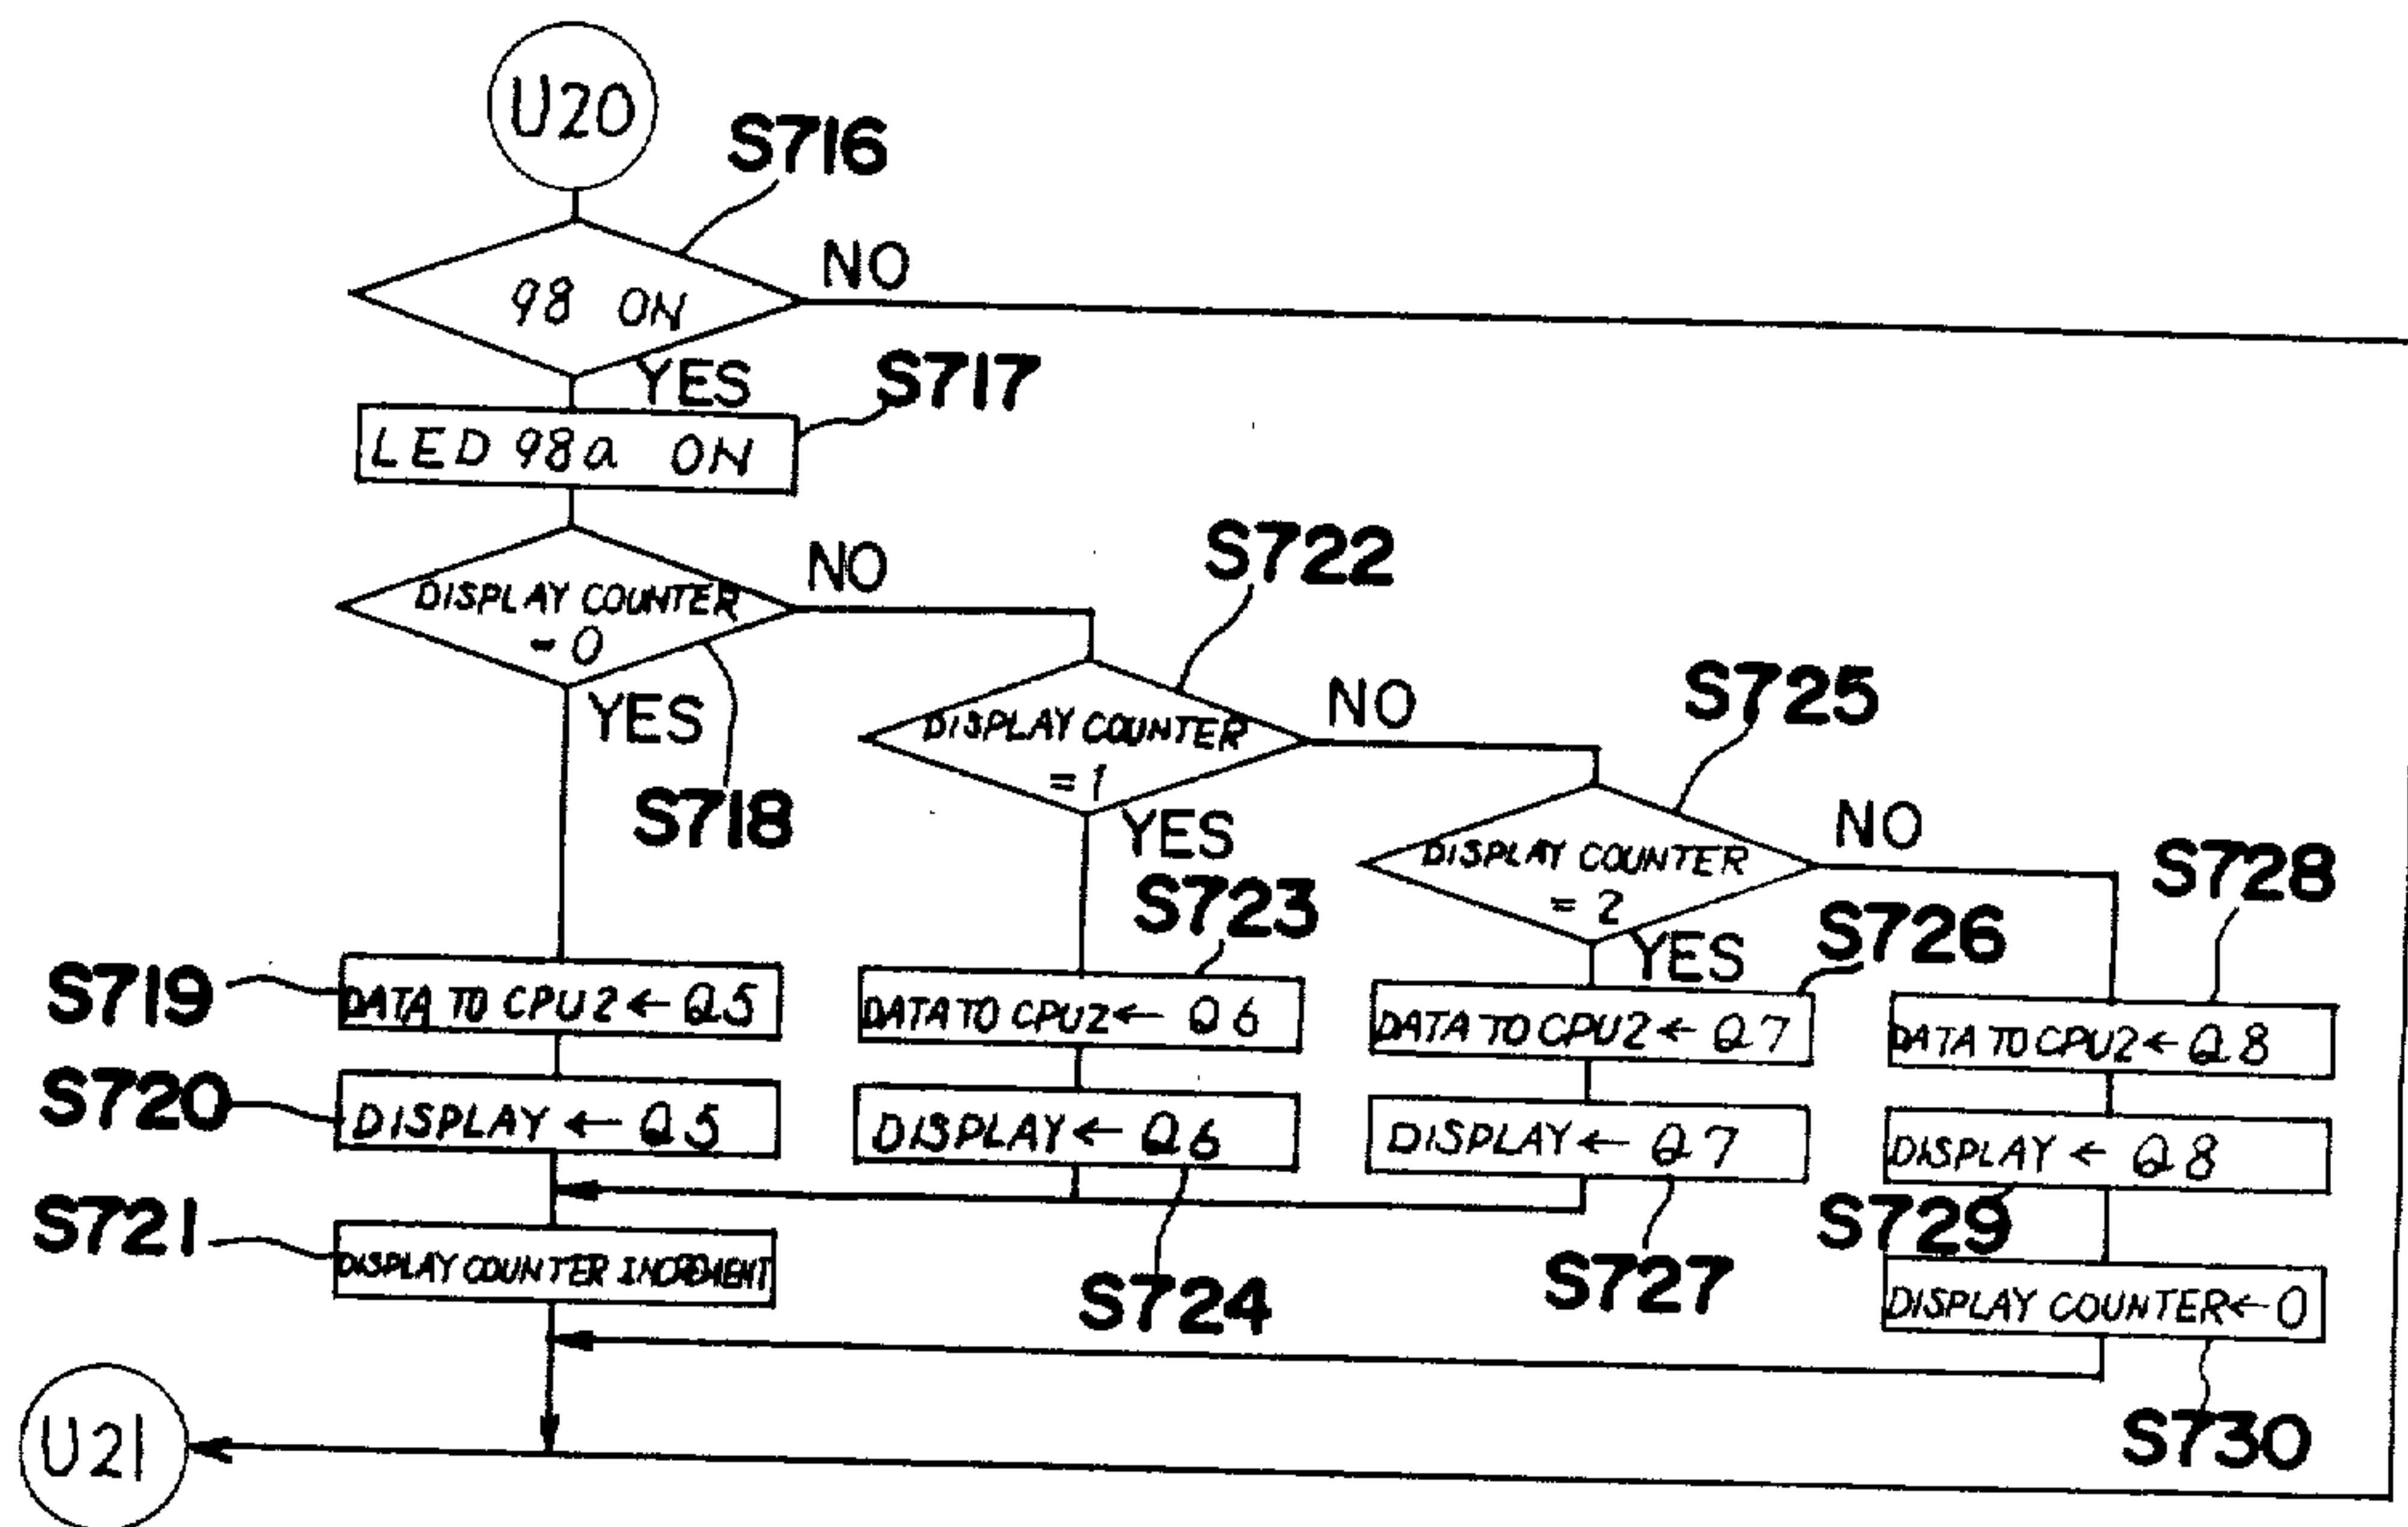 U20
S716
98 ON
NO
YES
S717
LED 98a ON
DISPLAY COUNTER
= 0
NO
YES
S718
S722
DISPLAY COUNTER
= 1
NO
YES
S725
DISPLAY COUNTER
= 2
NO
YES
S719
DATA TO CPU2 ← Q5
S723
DATA TO CPU2 ← Q6
S726
DATA TO CPU2 ← Q7
S728
DATA TO CPU2 ← Q8
S720
DISPLAY ← Q5
DISPLAY ← Q6
DISPLAY ← Q7
DISPLAY ← Q8
S721
DISPLAY COUNTER INCREMENT
S724
S727
S729
DISPLAY COUNTER ← 0
S730
U21